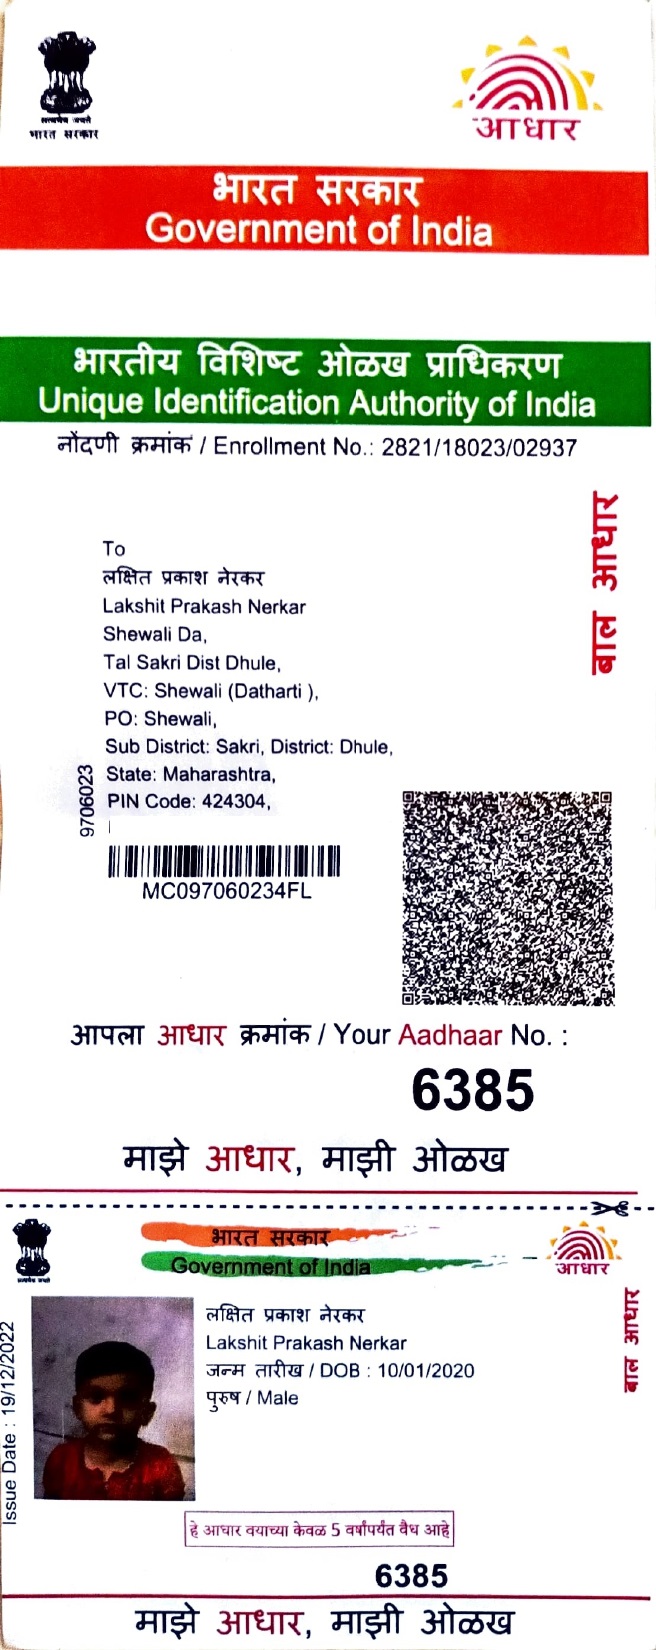 सत्यमेव जयते
भारत सरकार
आधार
भारत सरकार
Government of India
भारतीय विशिष्ट ओळख प्राधिकरण
Unique Identification Authority of India
नोंदणी क्रमांक / Enrollment No.: 2821/18023/02937
बाल आधार
To
लक्षित प्रकाश नेरकर
Lakshit Prakash Nerkar
Shewali Da,
Tal Sakri Dist Dhule,
VTC: Shewali (Datharti ),
PO: Shewali,
Sub District: Sakri, District: Dhule,
State: Maharashtra,
PIN Code: 424304,
9706023
MC097060234FL
आपला आधार क्रमांक / Your Aadhaar No. :
6385
माझे आधार, माझी ओळख
भारत सरकार
Government of India
सत्यमेव जयते
आधार
बाल आधार
Issue Date : 19/12/2022
लक्षित प्रकाश नेरकर
Lakshit Prakash Nerkar
जन्म तारीख / DOB : 10/01/2020
पुरुष / Male
हे आधार वयाच्या केवळ 5 वर्षांपर्यंत वैध आहे
6385
माझे आधार, माझी ओळख